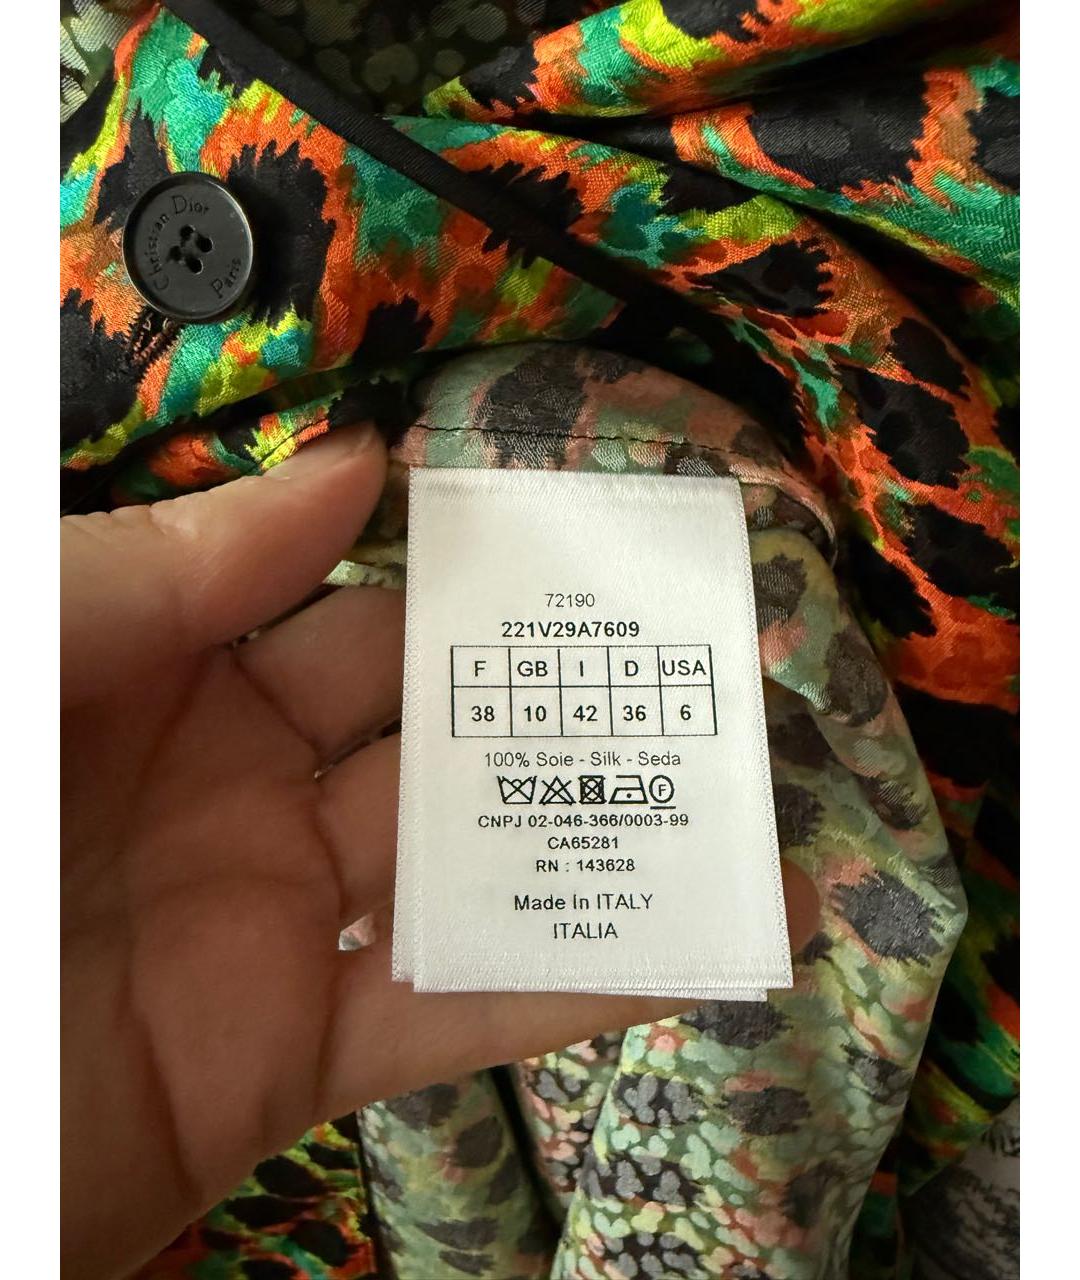 Christian Dior
Paris
72190
221V29A7609
F GB I D USA
38 10 42 36 6
100% Soie - Silk - Seda
F
CNPJ 02-046-366/0003-99
CA65281
RN : 143628
Made In ITALY
ITALIA